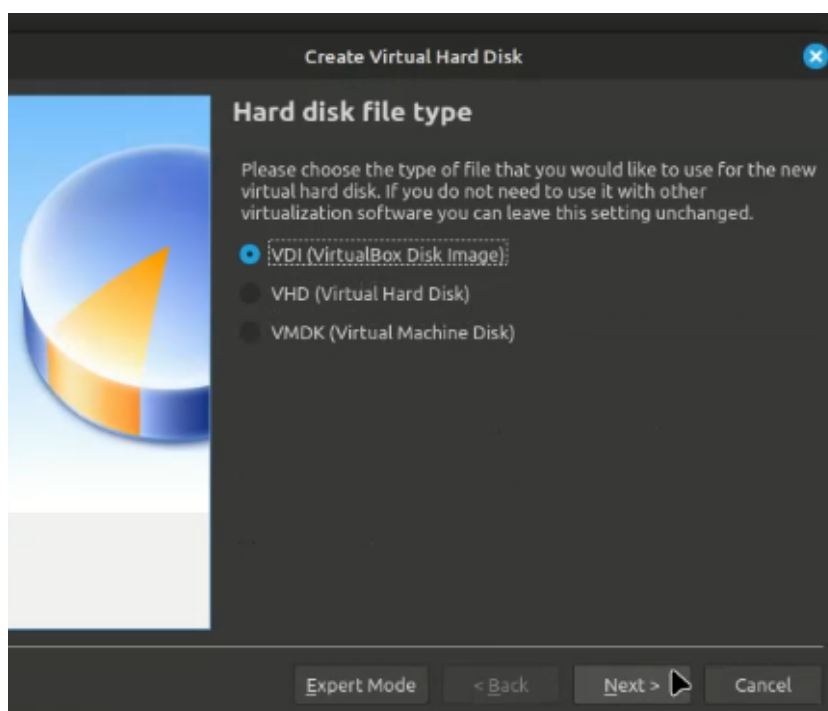 Create Virtual Hard Disk
Hard disk file type
Please choose the type of file that you would like to use for the new
virtual hard disk. If you do not need to use it with other
virtualization software you can leave this setting unchanged.
VDI (VirtualBox Disk Image)
VHD (Virtual Hard Disk)
VMDK (Virtual Machine Disk)
Expert Mode < Back Next > Cancel